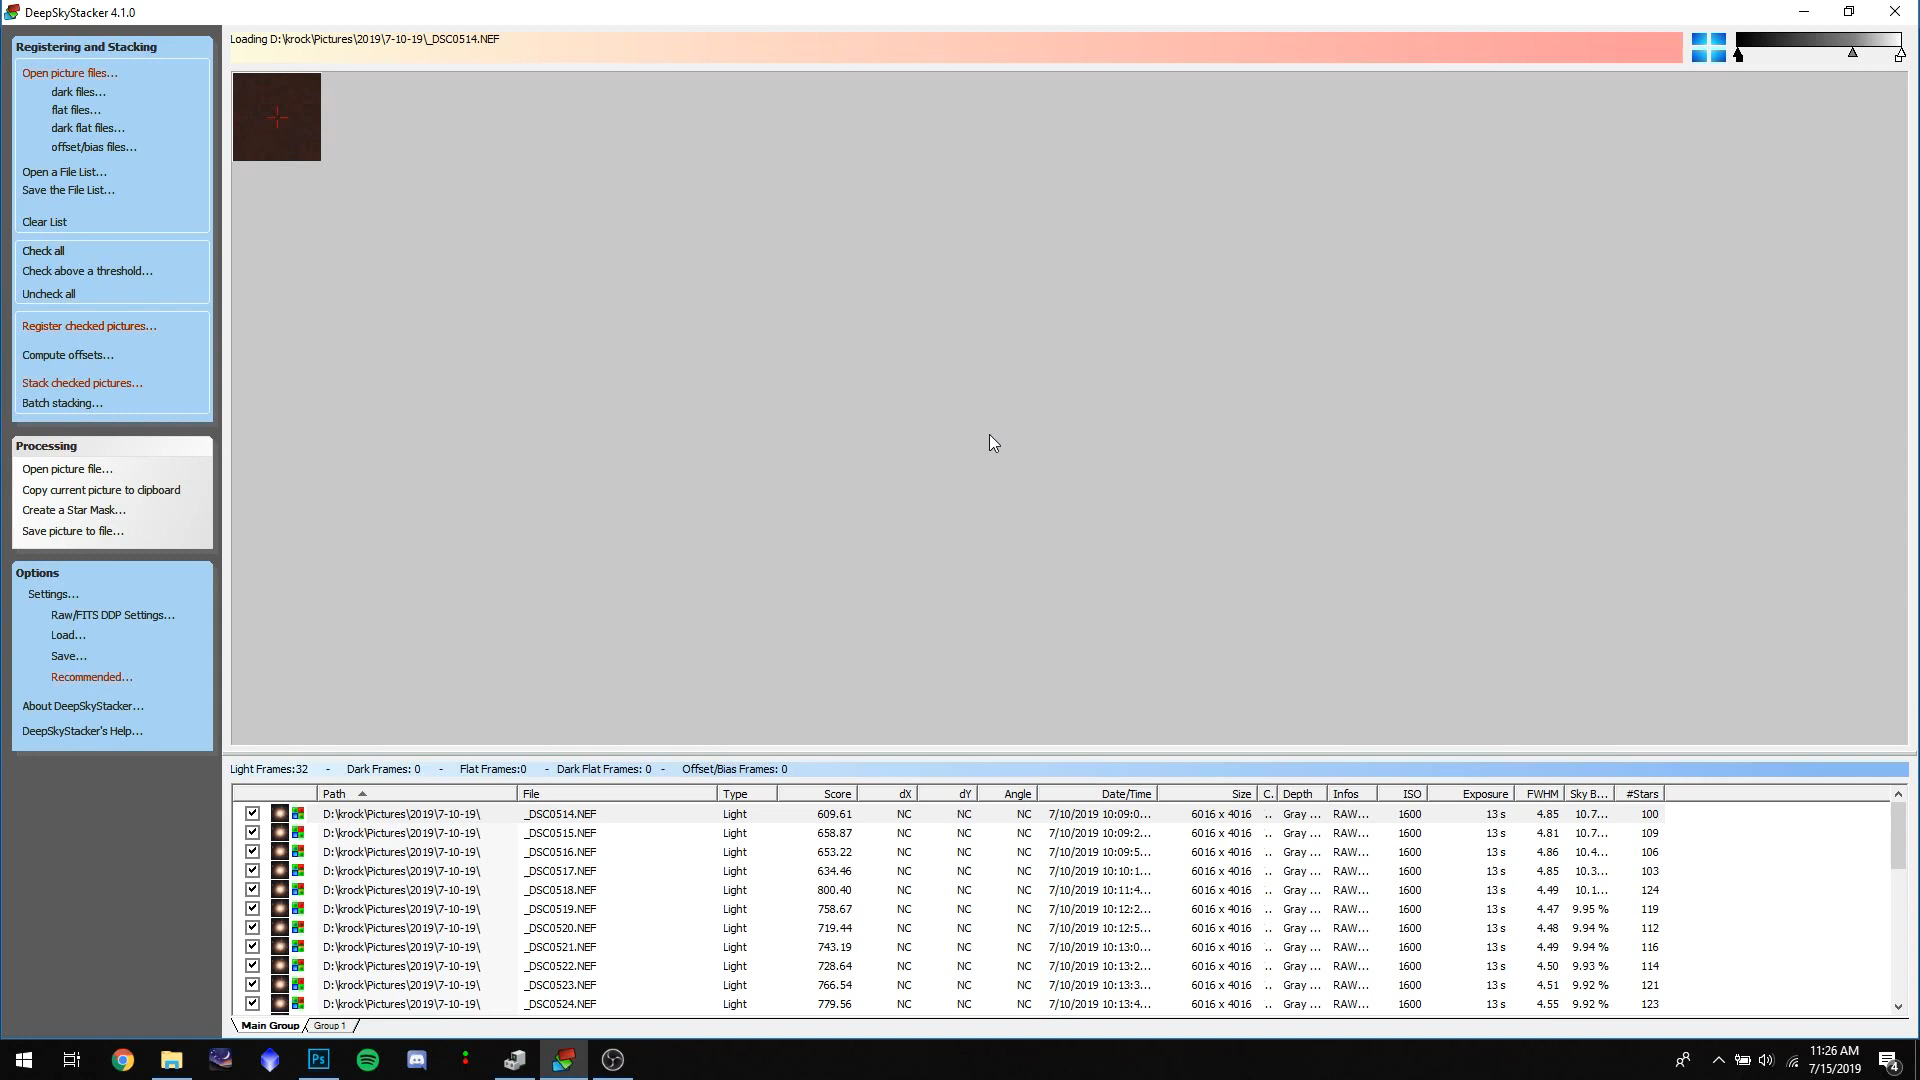 DeepSkyStacker 4.1.0
Registering and Stacking
Open picture files...
dark files...
flat files...
dark flat files...
offset/bias files...
Open a File List...
Save the File List...
Clear List
Check all
Check above a threshold...
Uncheck all
Register checked pictures...
Compute offsets...
Stack checked pictures...
Batch stacking...
Processing
Open picture file...
Copy current picture to clipboard
Create a Star Mask...
Save picture to file...
Options
Settings...
Raw/FITS DDP Settings...
Load...
Save...
Recommended...
About DeepSkyStacker...
DeepSkyStacker's Help...
Loading D:\krock\Pictures\2019\7-10-19\_DSC0514.NEF
Light Frames:32 - Dark Frames: 0 - Flat Frames:0 - Dark Flat Frames: 0 - Offset/Bias Frames: 0
Path File Type Score dX dY Angle Date/Time Size C. Depth Infos ISO Exposure FWHM Sky B... #Stars
D:\krock\Pictures\2019\7-10-19\ _DSC0514.NEF Light 609.61 NC NC NC 7/10/2019 10:09:0... 6016 x 4016 .. Gray ... RAW... 1600 13 s 4.85 10.7... 100
D:\krock\Pictures\2019\7-10-19\ _DSC0515.NEF Light 658.87 NC NC NC 7/10/2019 10:09:2... 6016 x 4016 .. Gray ... RAW... 1600 13 s 4.81 10.7... 109
D:\krock\Pictures\2019\7-10-19\ _DSC0516.NEF Light 653.22 NC NC NC 7/10/2019 10:09:5... 6016 x 4016 .. Gray ... RAW... 1600 13 s 4.86 10.4... 106
D:\krock\Pictures\2019\7-10-19\ _DSC0517.NEF Light 634.46 NC NC NC 7/10/2019 10:10:1... 6016 x 4016 .. Gray ... RAW... 1600 13 s 4.85 10.3... 103
D:\krock\Pictures\2019\7-10-19\ _DSC0518.NEF Light 800.40 NC NC NC 7/10/2019 10:11:4... 6016 x 4016 .. Gray ... RAW... 1600 13 s 4.49 10.1... 124
D:\krock\Pictures\2019\7-10-19\ _DSC0519.NEF Light 758.67 NC NC NC 7/10/2019 10:12:2... 6016 x 4016 .. Gray ... RAW... 1600 13 s 4.47 9.95 % 119
D:\krock\Pictures\2019\7-10-19\ _DSC0520.NEF Light 719.44 NC NC NC 7/10/2019 10:12:5... 6016 x 4016 .. Gray ... RAW... 1600 13 s 4.48 9.94 % 112
D:\krock\Pictures\2019\7-10-19\ _DSC0521.NEF Light 743.19 NC NC NC 7/10/2019 10:13:0... 6016 x 4016 .. Gray ... RAW... 1600 13 s 4.49 9.94 % 116
D:\krock\Pictures\2019\7-10-19\ _DSC0522.NEF Light 728.64 NC NC NC 7/10/2019 10:13:2... 6016 x 4016 .. Gray ... RAW... 1600 13 s 4.50 9.93 % 114
D:\krock\Pictures\2019\7-10-19\ _DSC0523.NEF Light 766.54 NC NC NC 7/10/2019 10:13:3... 6016 x 4016 .. Gray ... RAW... 1600 13 s 4.51 9.92 % 121
D:\krock\Pictures\2019\7-10-19\ _DSC0524.NEF Light 779.56 NC NC NC 7/10/2019 10:13:4... 6016 x 4016 .. Gray ... RAW... 1600 13 s 4.55 9.92 % 123
Main Group Group 1
Ps
11:26 AM
7/15/2019
4